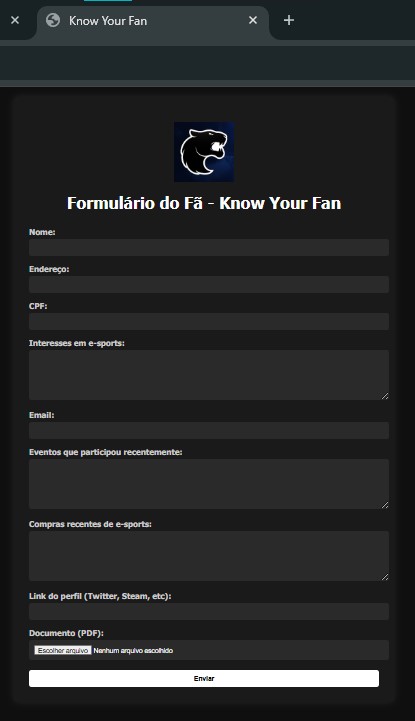 Know Your Fan
Formulário do Fã - Know Your Fan
Nome:
Endereço:
CPF:
Interesses em e-sports:
Email:
Eventos que participou recentemente:
Compras recentes de e-sports:
Link do perfil (Twitter, Steam, etc):
Documento (PDF):
Escolher arquivo Nenhum arquivo escolhido
Enviar